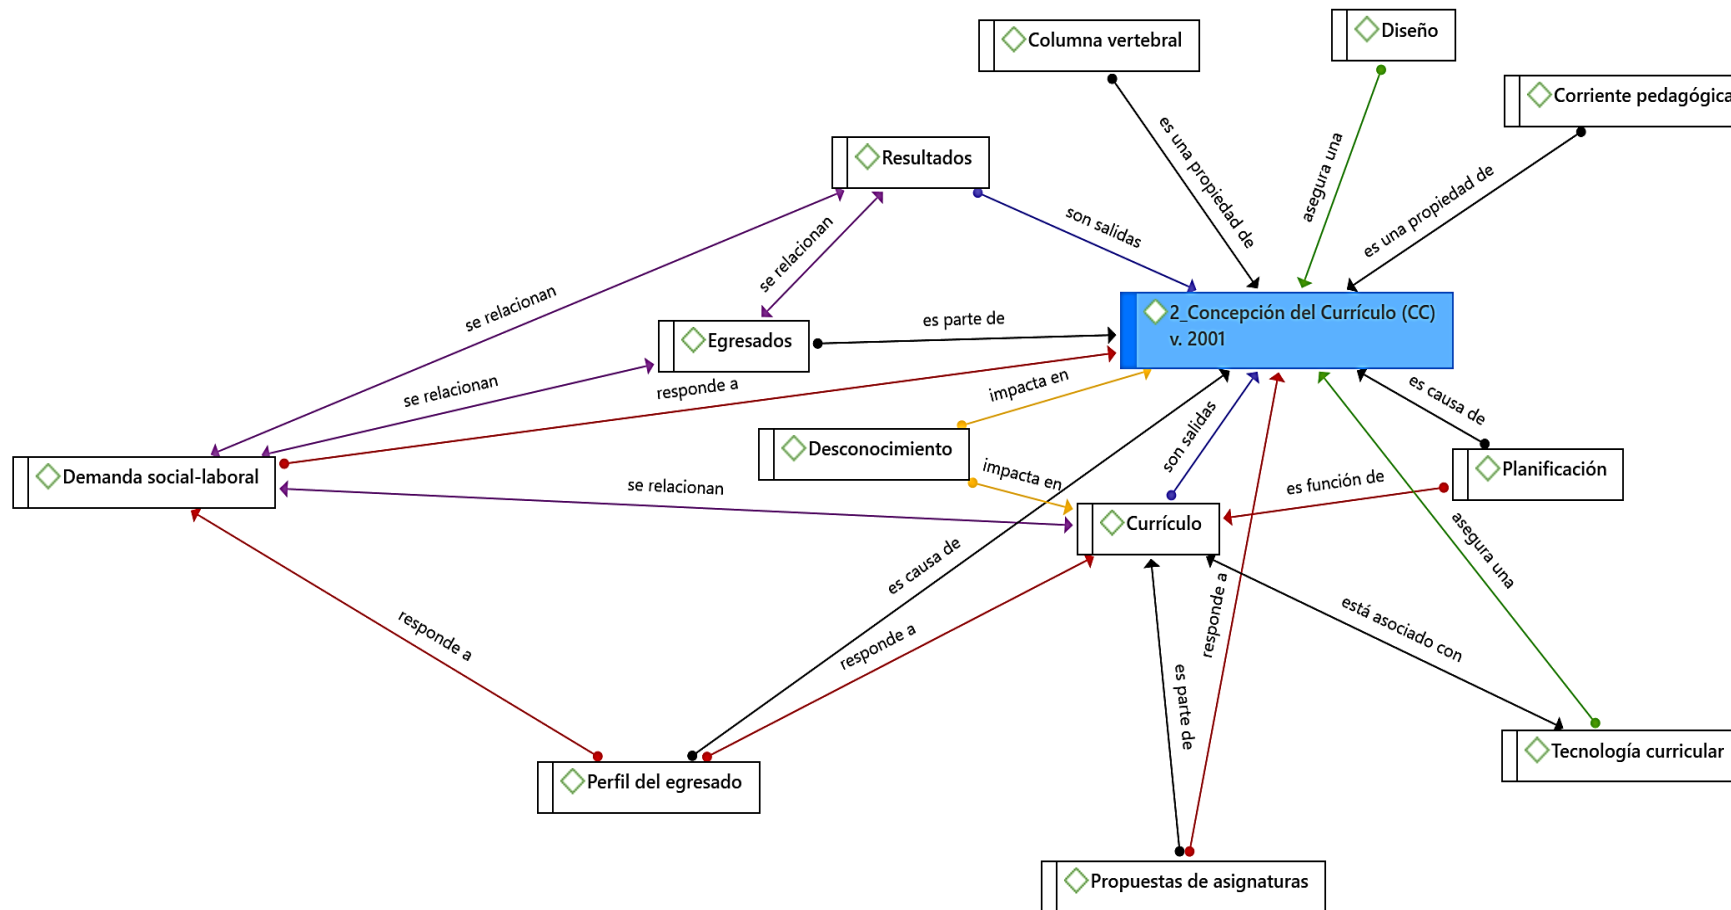 Columna vertebral
Diseño
Corriente pedagógica
es una propiedad de
asegura una
es una propiedad de
Resultados
son salidas
se relacionan
se relacionan
2_Concepción del Currículo (CC)
v. 2001
Egresados
es parte de
se relacionan
responde a
impacta en
es causa de
Desconocimiento
son salidas
Planificación
Demanda social-laboral
impacta en
se relacionan
es función de
Currículo
asegura una
es causa de
responde a
responde a
responde a
está asociado con
es parte de
Tecnología curricular
Perfil del egresado
Propuestas de asignaturas